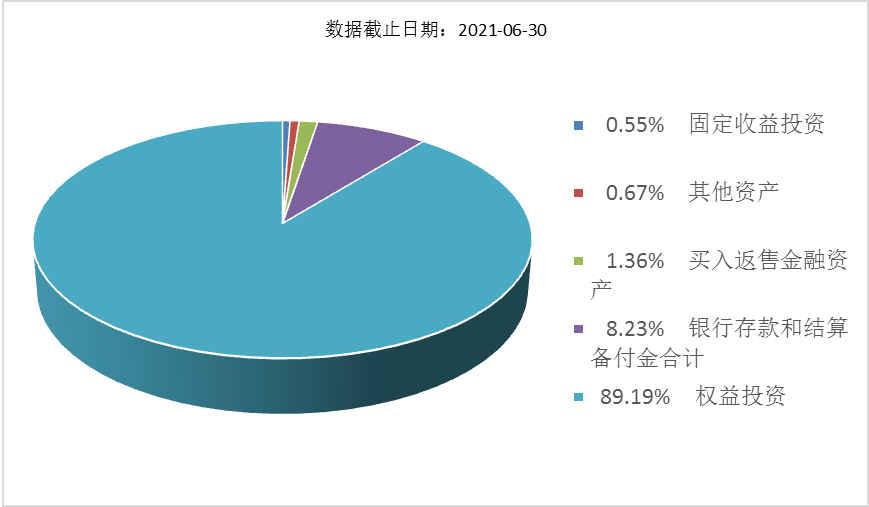 数据截止日期：2021-06-30
0.55% 固定收益投资
0.67% 其他资产
1.36% 买入返售金融资
产
8.23% 银行存款和结算
备付金合计
89.19% 权益投资